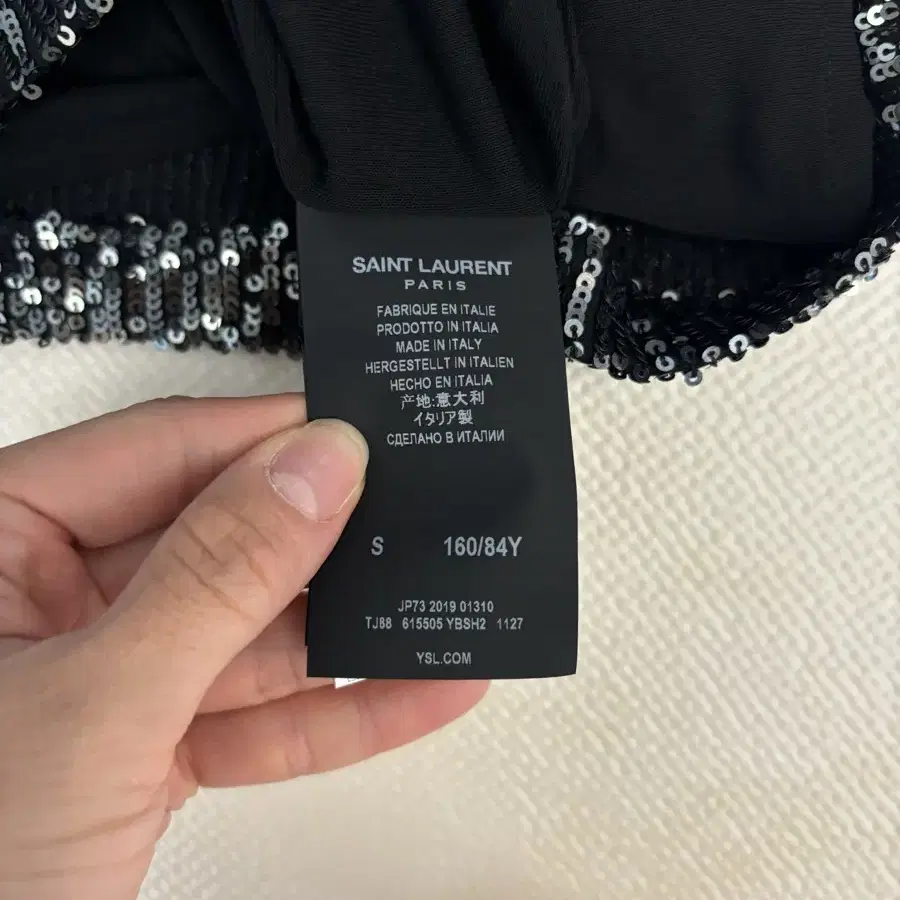 SAINT LAURENT
PARIS
FABRIQUE EN ITALIE
PRODOTTO IN ITALIA
MADE IN ITALY
HERGESTELLT IN ITALIEN
HECHO EN ITALIA
产地:意大利
イタリア製
СДЕЛАНО В ИТАЛИИ
S 160/84Y
JP73 2019 01310
TJ88 615505 YBSH2 1127
YSL.COM